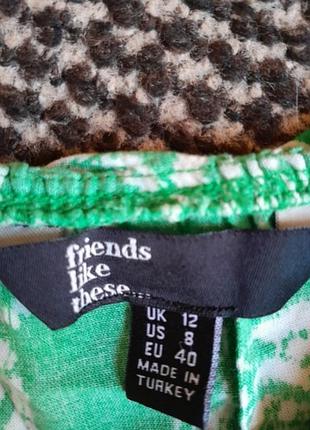 friends
like
these...
UK 12
US 8
EU 40
MADE IN
TURKEY